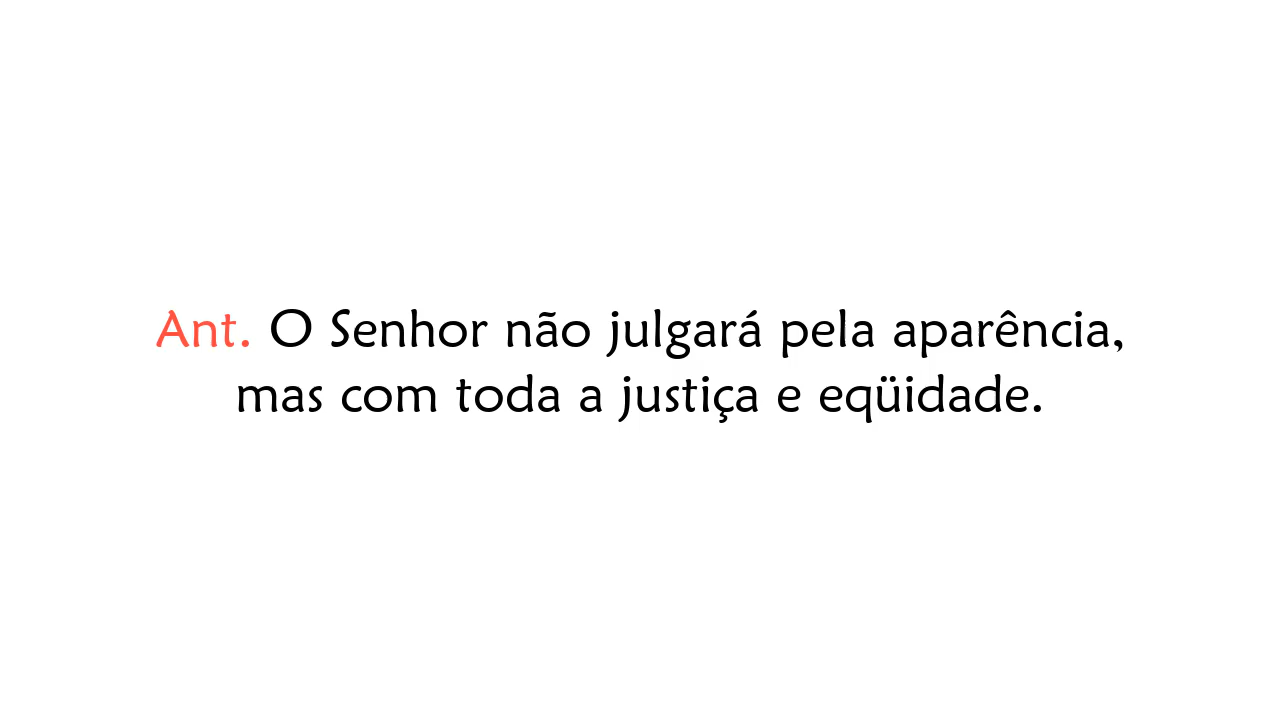 Ant. O Senhor não julgará pela aparência,
mas com toda a justiça e eqüidade.